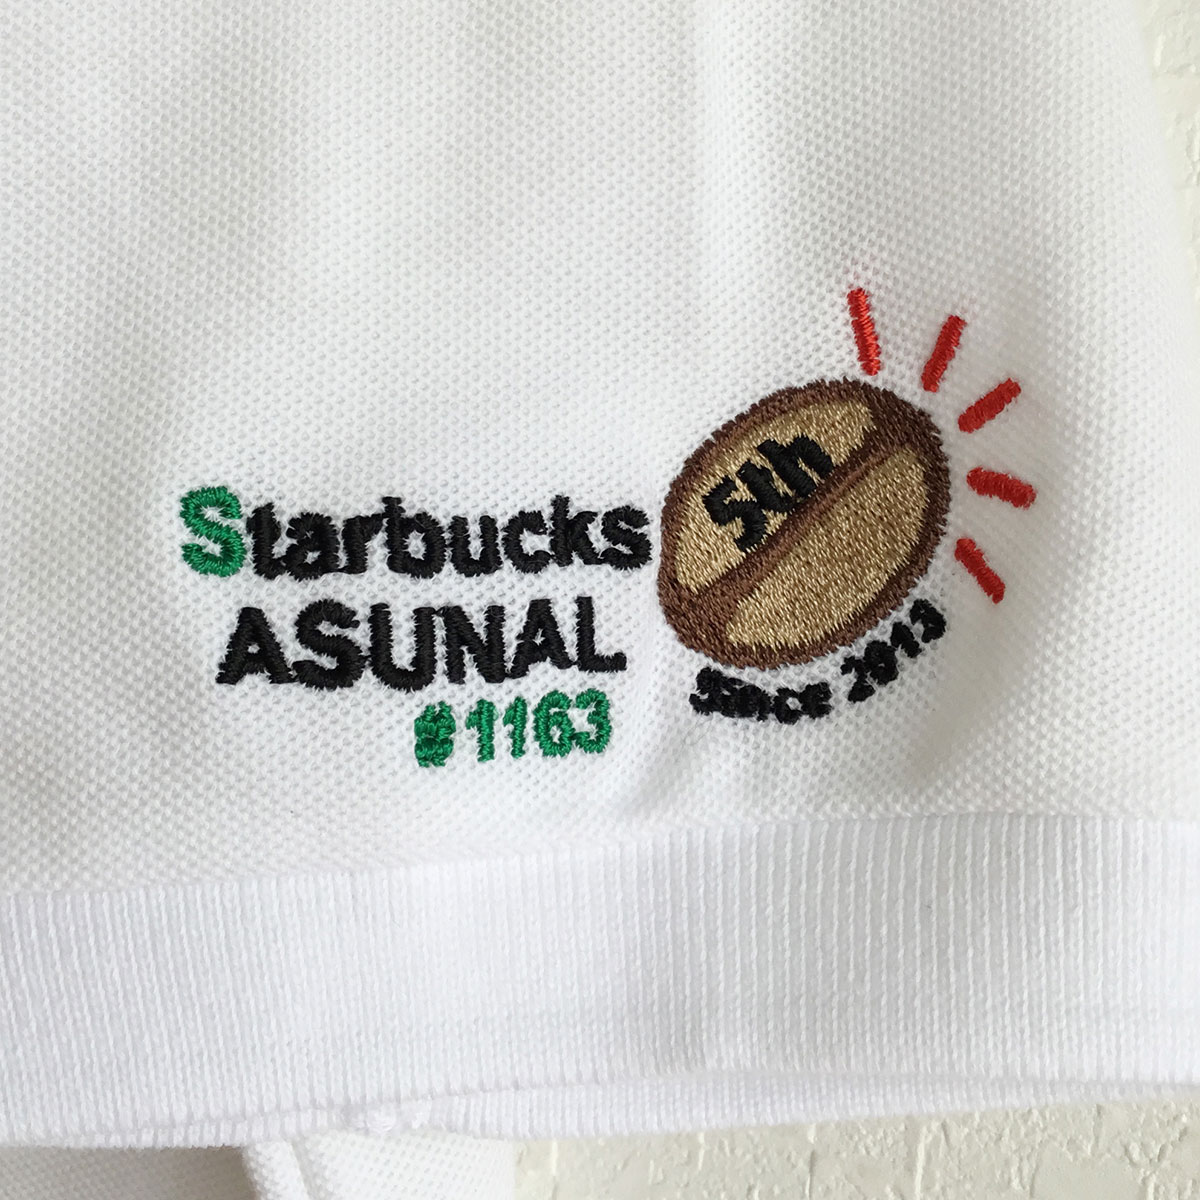 Starbucks
ASUNAL
#1163
5th
SINCE 2013